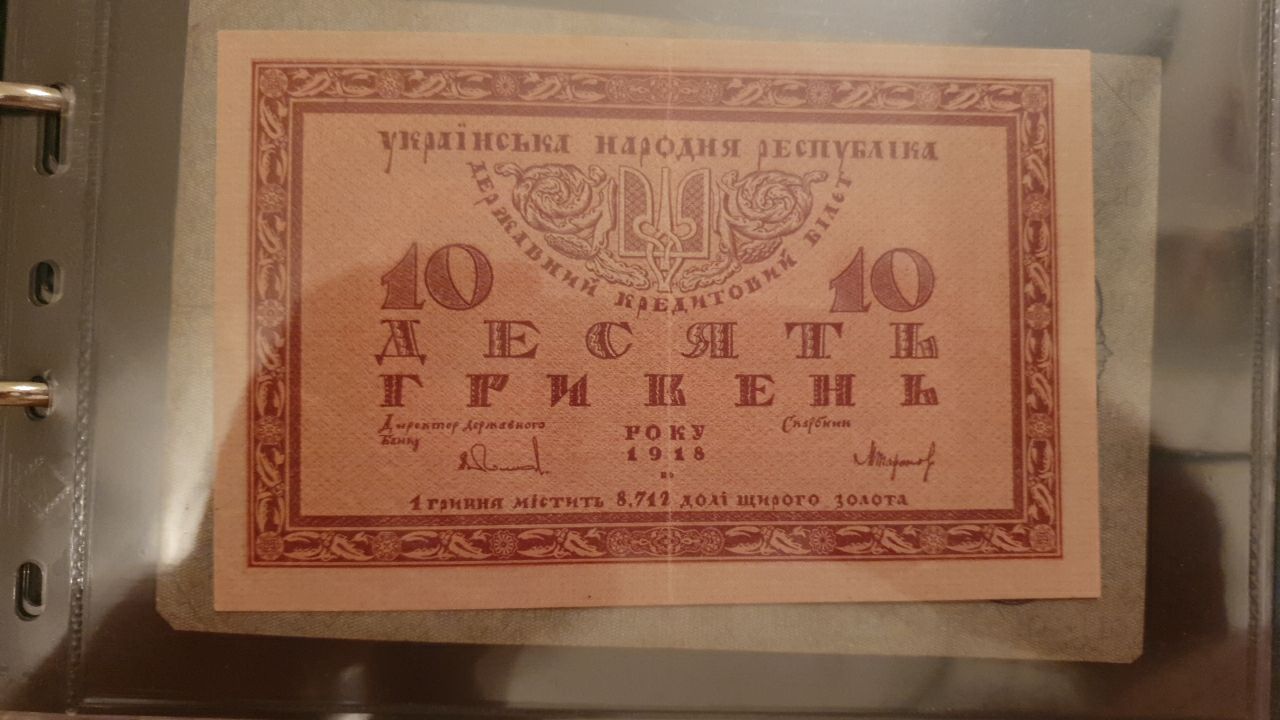 УКРАЇНСЬКА НАРОДНЯ РЕСПУБЛІКА
ДЕРЖАВНИЙ КРЕДИТОВИЙ БІЛЄТ
10 10
ДЕСЯТЬ
ГРИВЕНЬ
Директор Державного
Банку
Скарбник
РОКУ
1918
1 гривня містить 8,712 долі щирого золота